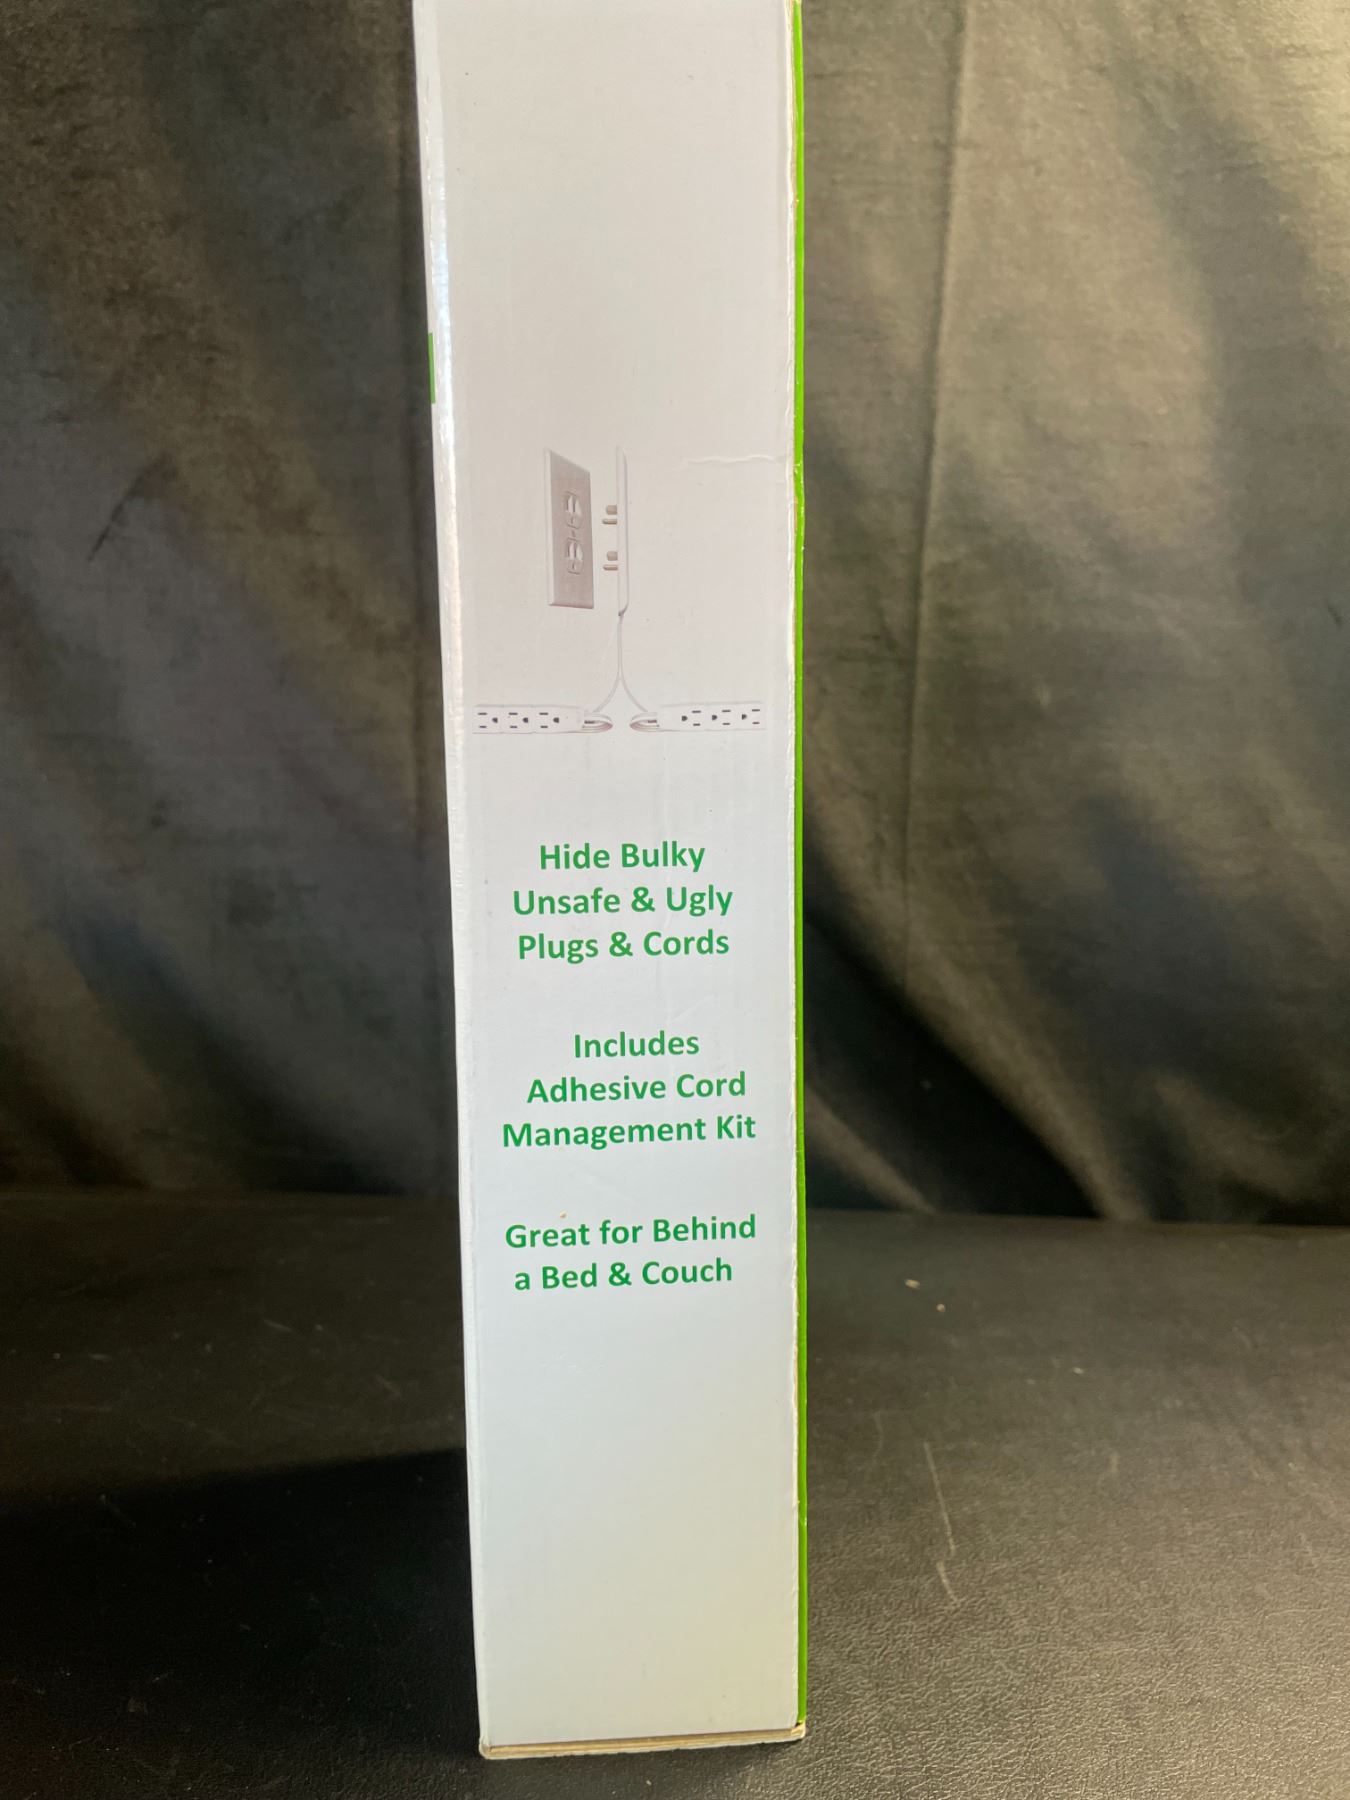 Hide Bulky
Unsafe & Ugly
Plugs & Cords
Includes
Adhesive Cord
Management Kit
Great for Behind
a Bed & Couch